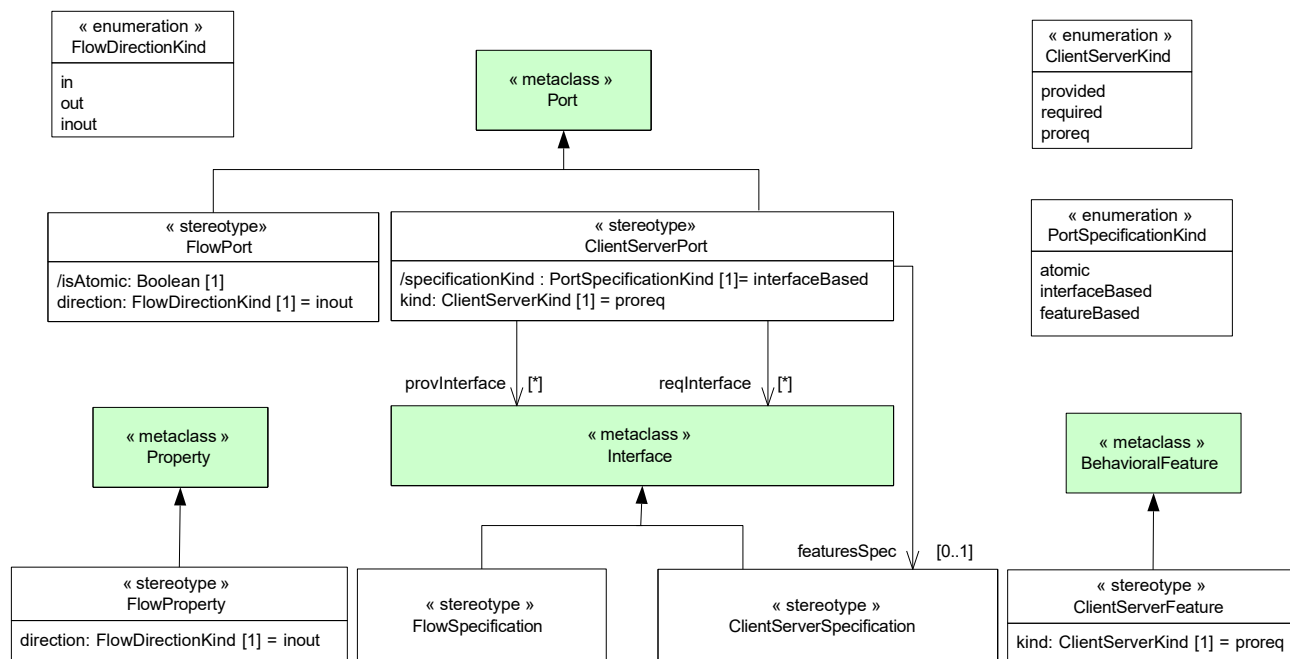 « enumeration »
FlowDirectionKind
in
out
inout
« metaclass »
Port
« enumeration »
ClientServerKind
provided
required
proreq
« stereotype»
FlowPort
/isAtomic: Boolean [1]
direction: FlowDirectionKind [1] = inout
« stereotype»
ClientServerPort
/specificationKind : PortSpecificationKind [1]= interfaceBased
kind: ClientServerKind [1] = proreq
« enumeration »
PortSpecificationKind
atomic
interfaceBased
featureBased
provInterface [*]
reqInterface [*]
« metaclass »
Property
« metaclass »
Interface
« metaclass »
BehavioralFeature
featuresSpec [0..1]
« stereotype »
FlowProperty
direction: FlowDirectionKind [1] = inout
« stereotype »
FlowSpecification
« stereotype »
ClientServerSpecification
« stereotype »
ClientServerFeature
kind: ClientServerKind [1] = proreq